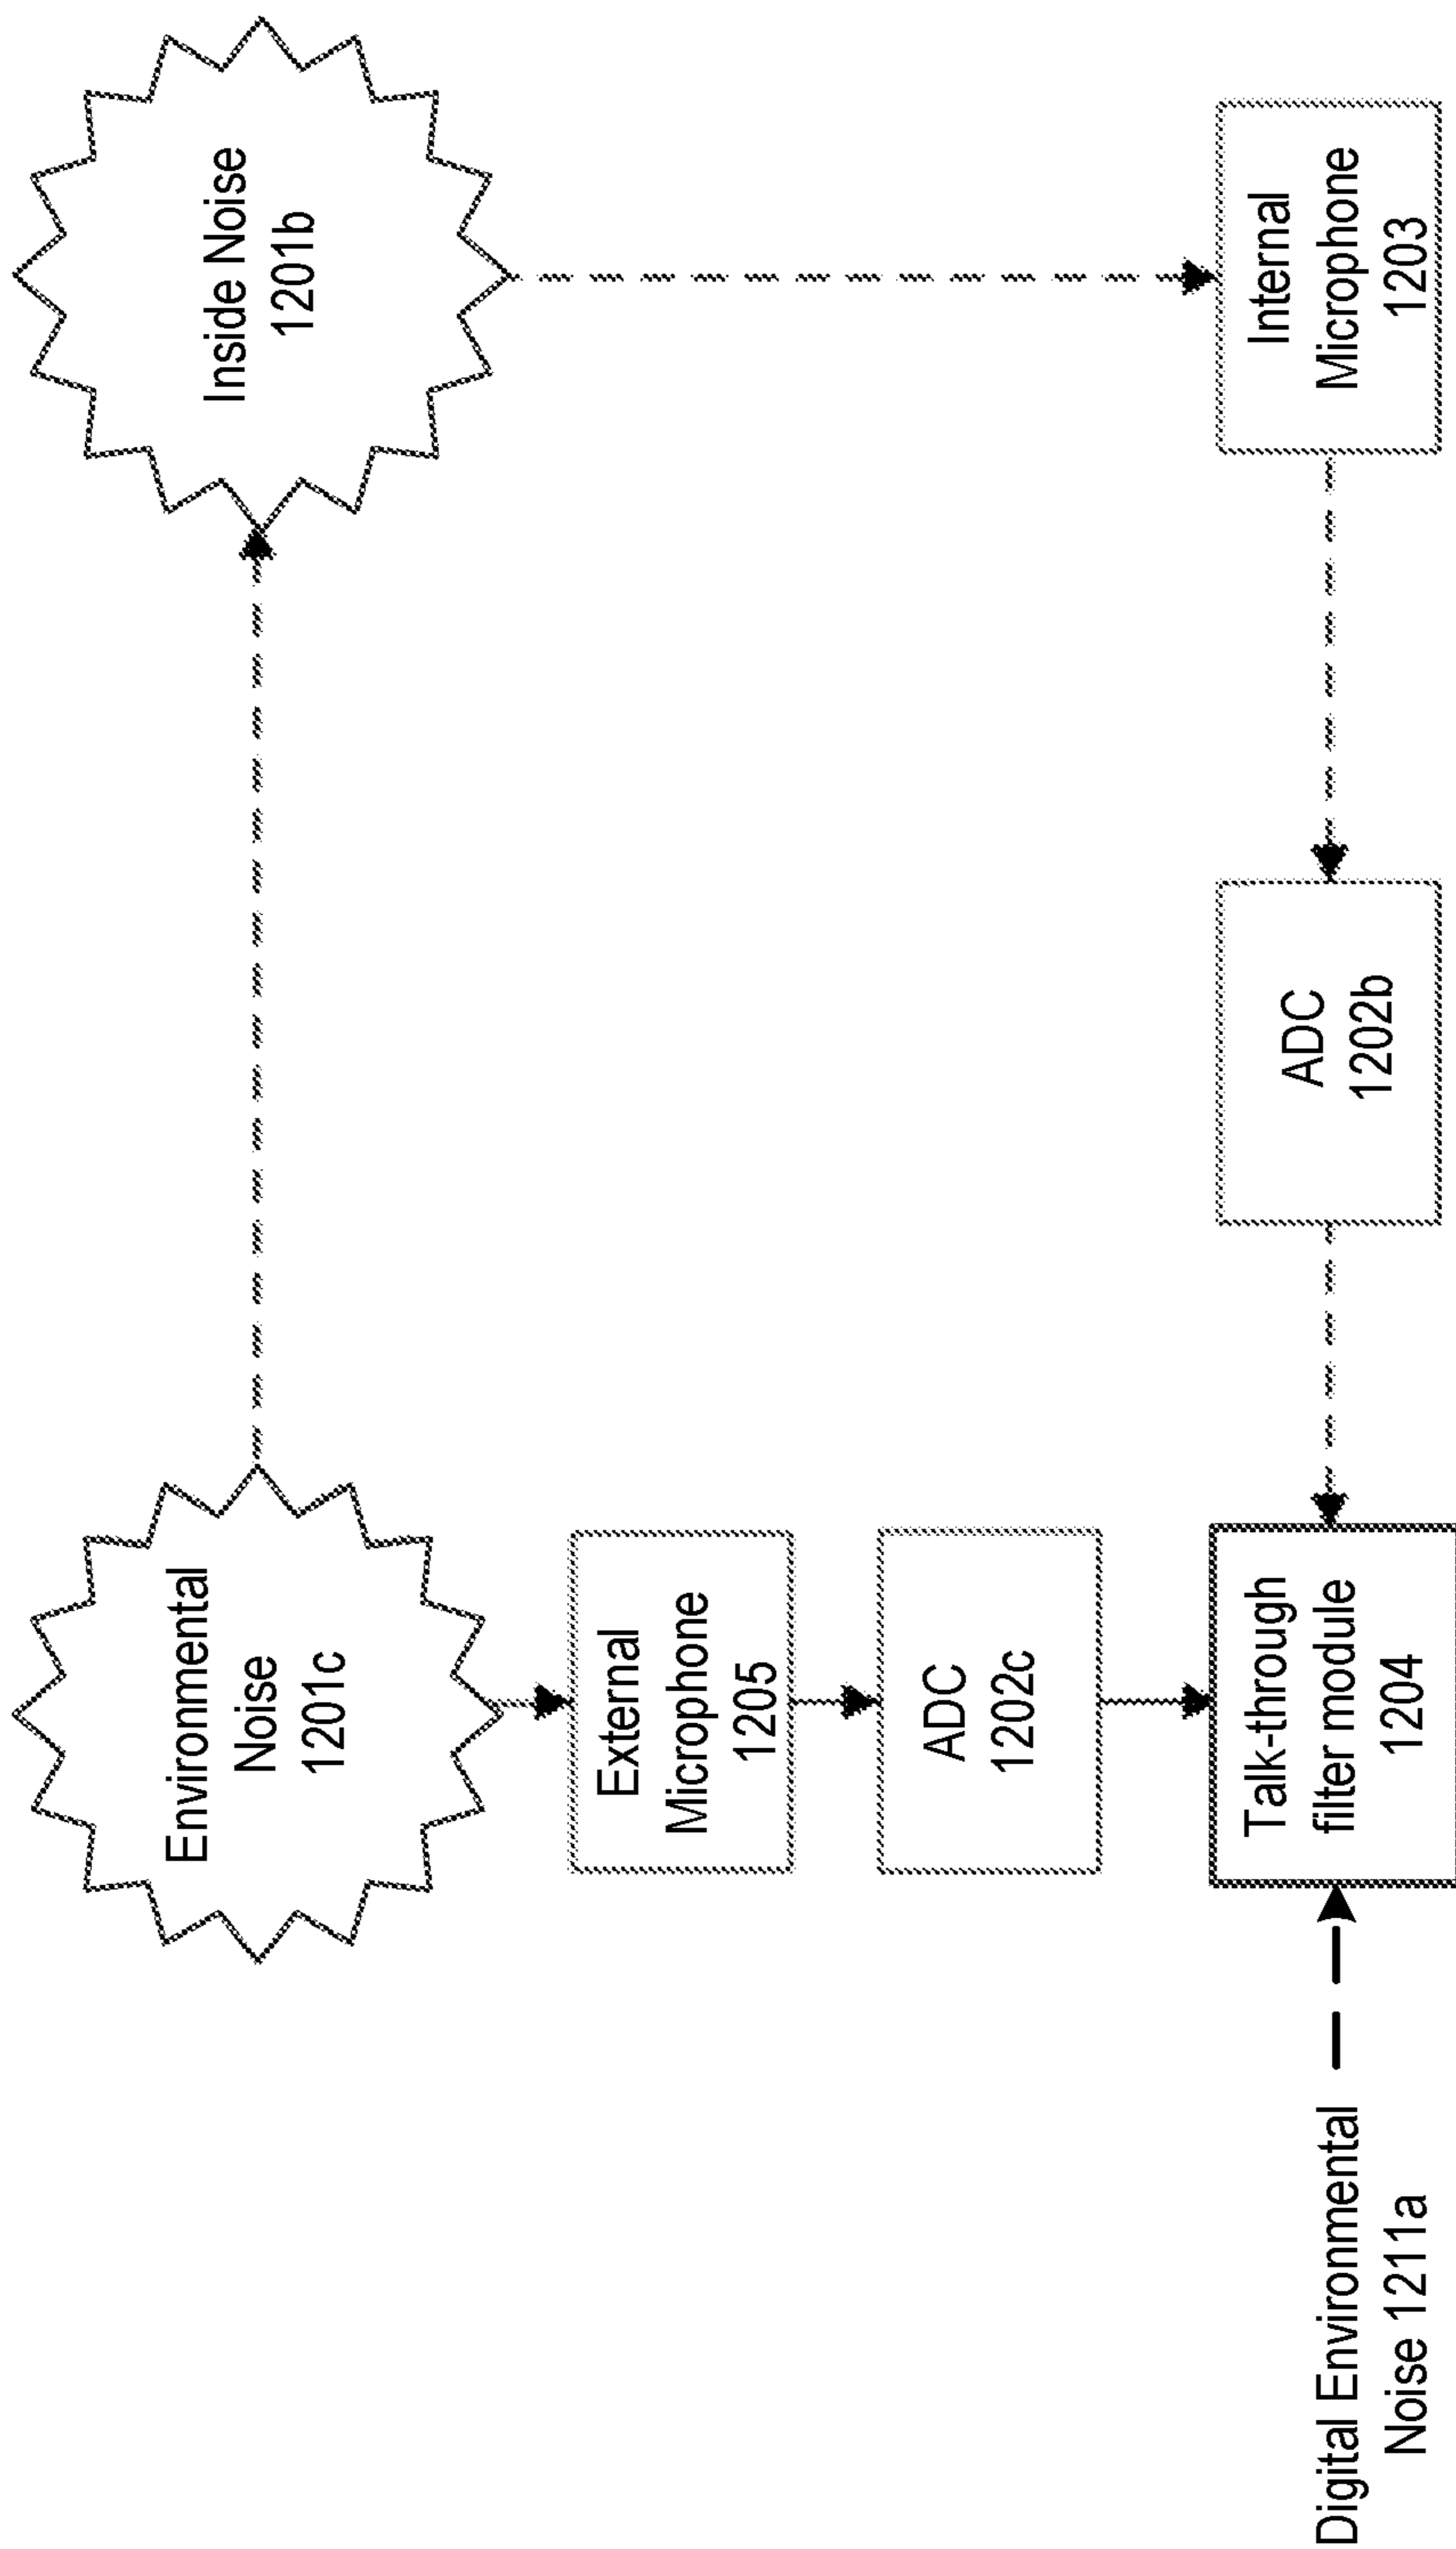 Environmental
Noise
1201c
Inside Noise
1201b
External
Microphone
1205
ADC
1202c
Digital Environmental
Noise 1211a
Talk-through
filter module
1204
ADC
1202b
Internal
Microphone
1203